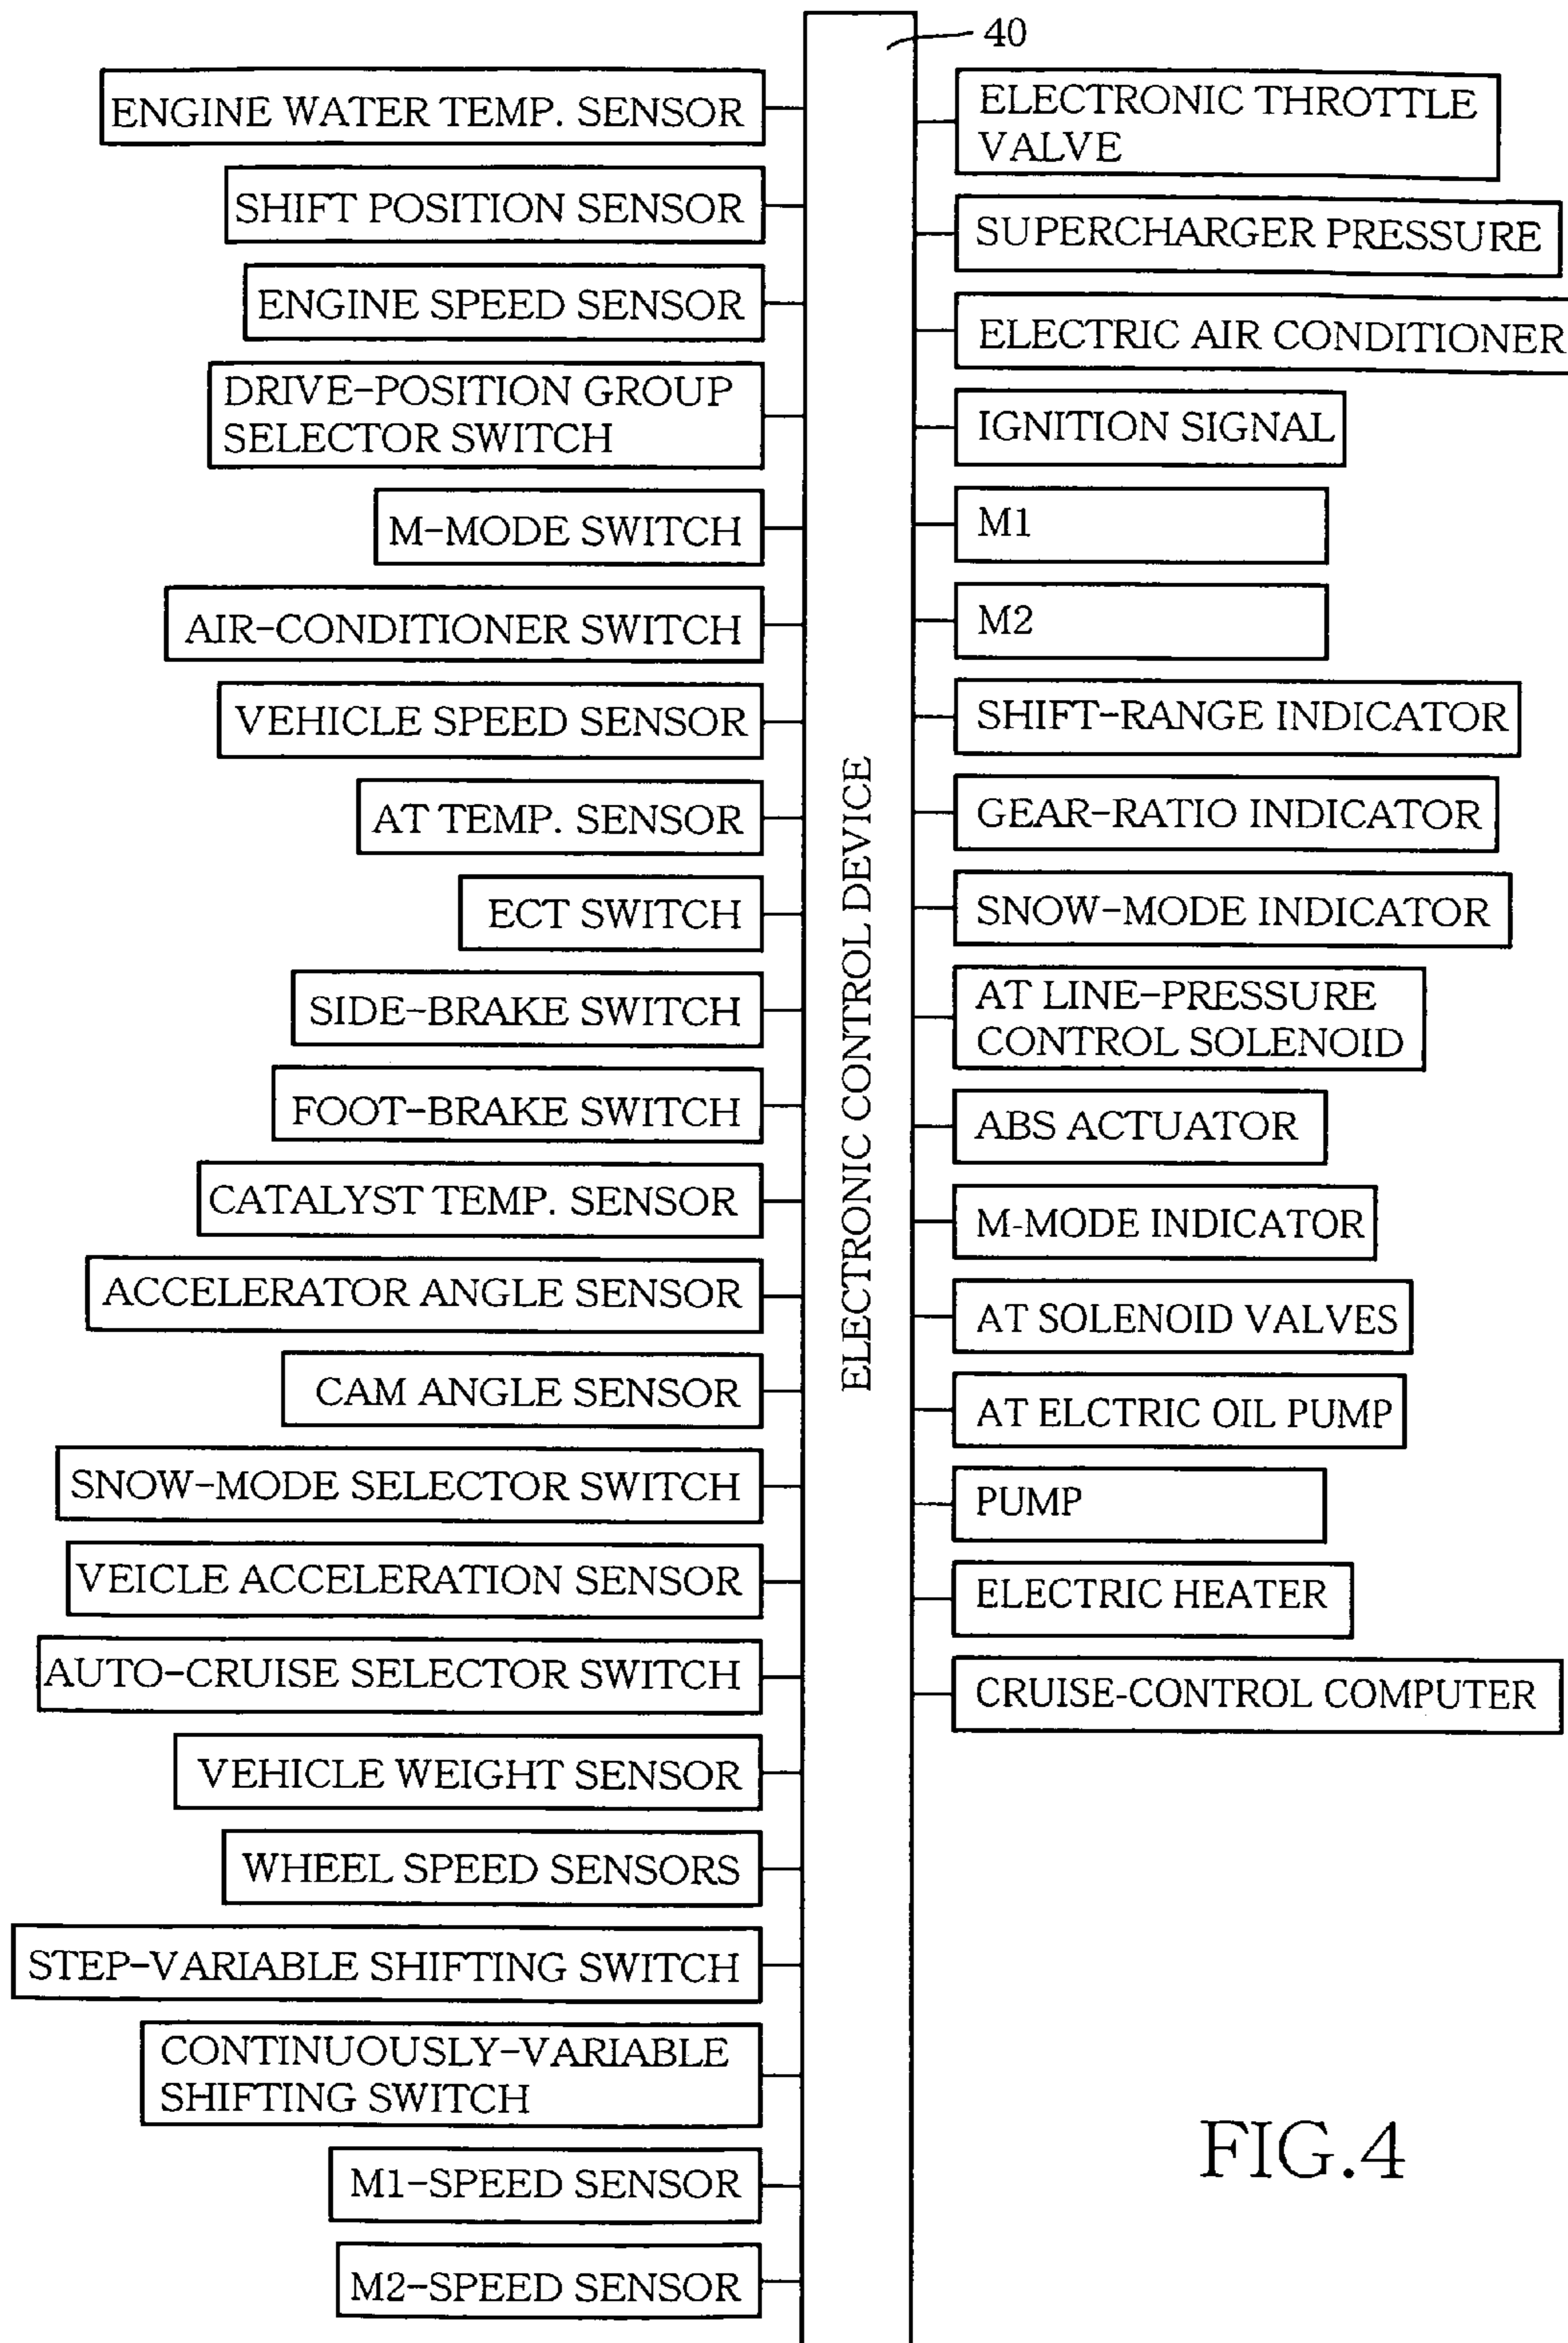 40
ENGINE WATER TEMP. SENSOR
SHIFT POSITION SENSOR
ENGINE SPEED SENSOR
DRIVE-POSITION GROUP
SELECTOR SWITCH
M-MODE SWITCH
AIR-CONDITIONER SWITCH
VEHICLE SPEED SENSOR
AT TEMP. SENSOR
ECT SWITCH
SIDE-BRAKE SWITCH
FOOT-BRAKE SWITCH
CATALYST TEMP. SENSOR
ACCELERATOR ANGLE SENSOR
CAM ANGLE SENSOR
SNOW-MODE SELECTOR SWITCH
VEICLE ACCELERATION SENSOR
AUTO-CRUISE SELECTOR SWITCH
VEHICLE WEIGHT SENSOR
WHEEL SPEED SENSORS
STEP-VARIABLE SHIFTING SWITCH
CONTINUOUSLY-VARIABLE
SHIFTING SWITCH
M1-SPEED SENSOR
M2-SPEED SENSOR
ELECTRONIC CONTROL DEVICE
ELECTRONIC THROTTLE
VALVE
SUPERCHARGER PRESSURE
ELECTRIC AIR CONDITIONER
IGNITION SIGNAL
M1
M2
SHIFT-RANGE INDICATOR
GEAR-RATIO INDICATOR
SNOW-MODE INDICATOR
AT LINE-PRESSURE
CONTROL SOLENOID
ABS ACTUATOR
M-MODE INDICATOR
AT SOLENOID VALVES
AT ELCTRIC OIL PUMP
PUMP
ELECTRIC HEATER
CRUISE-CONTROL COMPUTER
FIG.4